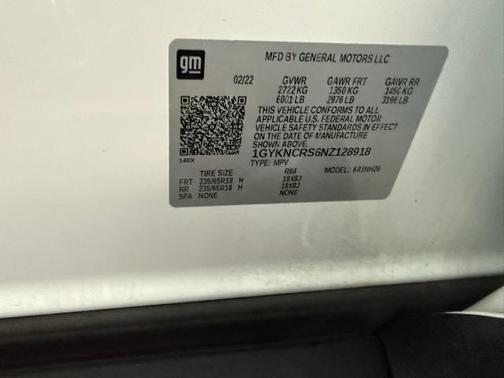 gm
MFD BY GENERAL MOTORS LLC
02/22 GVWR GAWR FRT GAWR RR
2722 KG 1350 KG 1450 KG
6001 LB 2976 LB 3196 LB
THIS VEHICLE CONFORMS TO ALL
APPLICABLE U.S. FEDERAL MOTOR
VEHICLE SAFETY STANDARDS IN EFFECT
ON THE DATE OF MANUFACTURE SHOWN ABOVE.
1GYKNCRS6NZ128918
TYPE: MPV MODEL:
TIRE SIZE RIM
FRT 235/65R18 H 18X8J
RR 235/65R18 H 18X8J
SPA NONE NONE